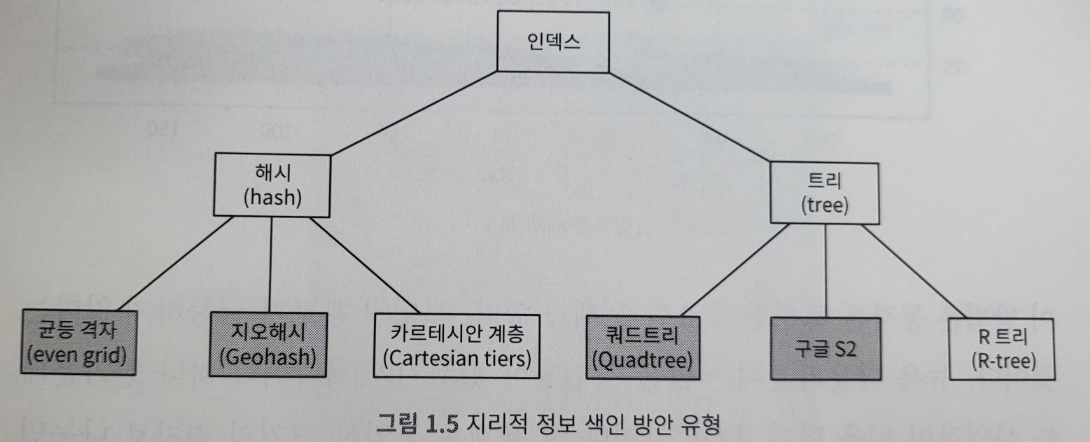 인덱스
해시
(hash)
트리
(tree)
균등 격자
(even grid)
지오해시
(Geohash)
카르테시안 계층
(Cartesian tiers)
쿼드트리
(Quadtree)
구글 S2
R 트리
(R-tree)
그림 1.5 지리적 정보 색인 방안 유형